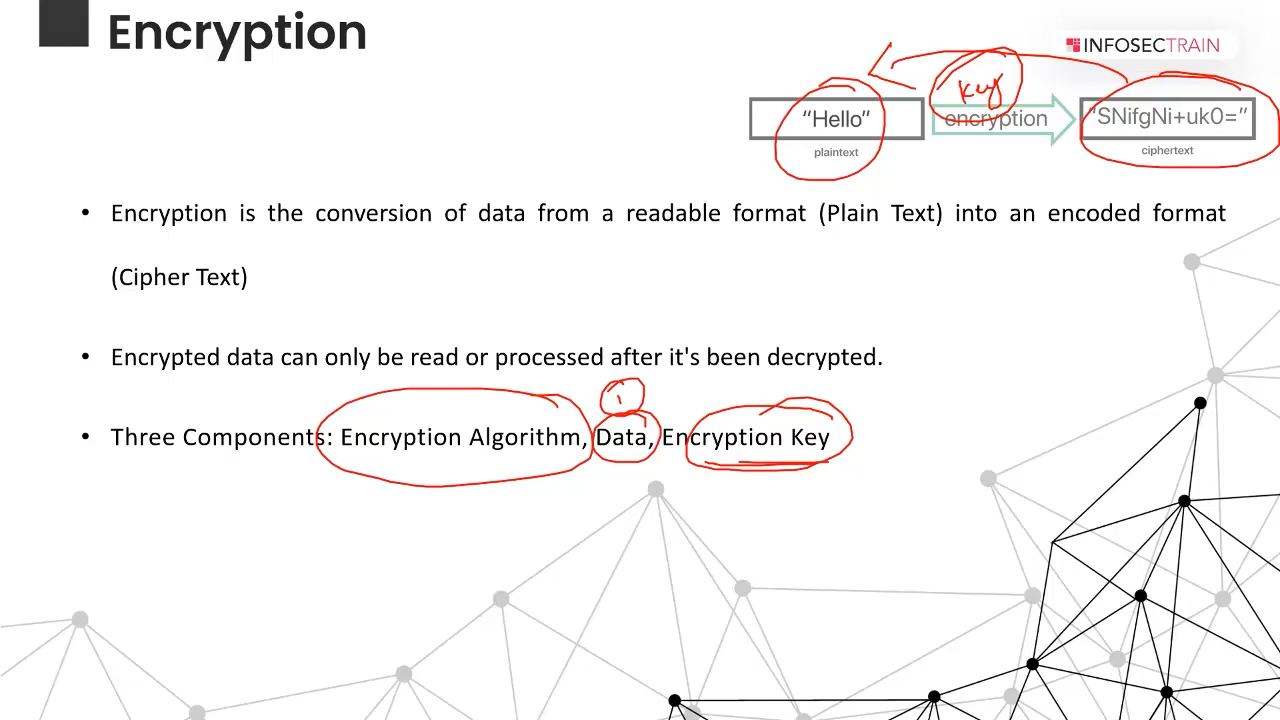 Encryption
INFOSECTRAIN
key
"Hello"
encryption
"SNifgNi+uk0="
plaintext
ciphertext
• Encryption is the conversion of data from a readable format (Plain Text) into an encoded format
(Cipher Text)
• Encrypted data can only be read or processed after it's been decrypted.
• Three Components: Encryption Algorithm, Data, Encryption Key